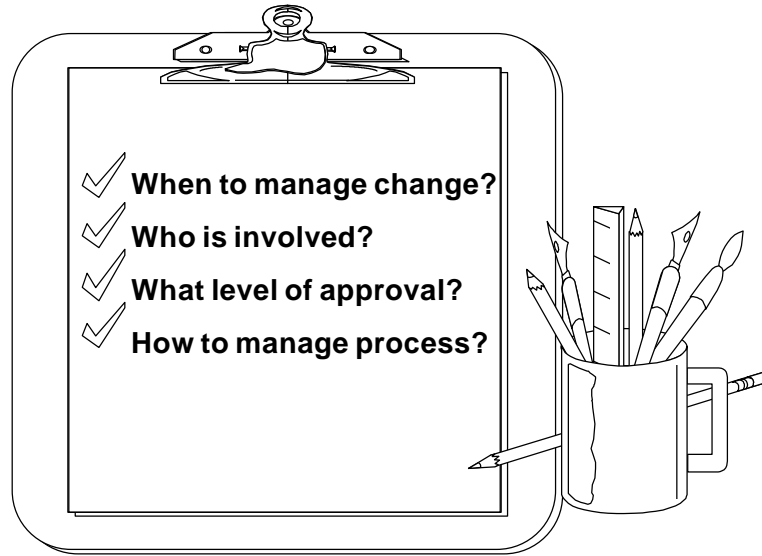 When to manage change?
Who is involved?
What level of approval?
How to manage process?